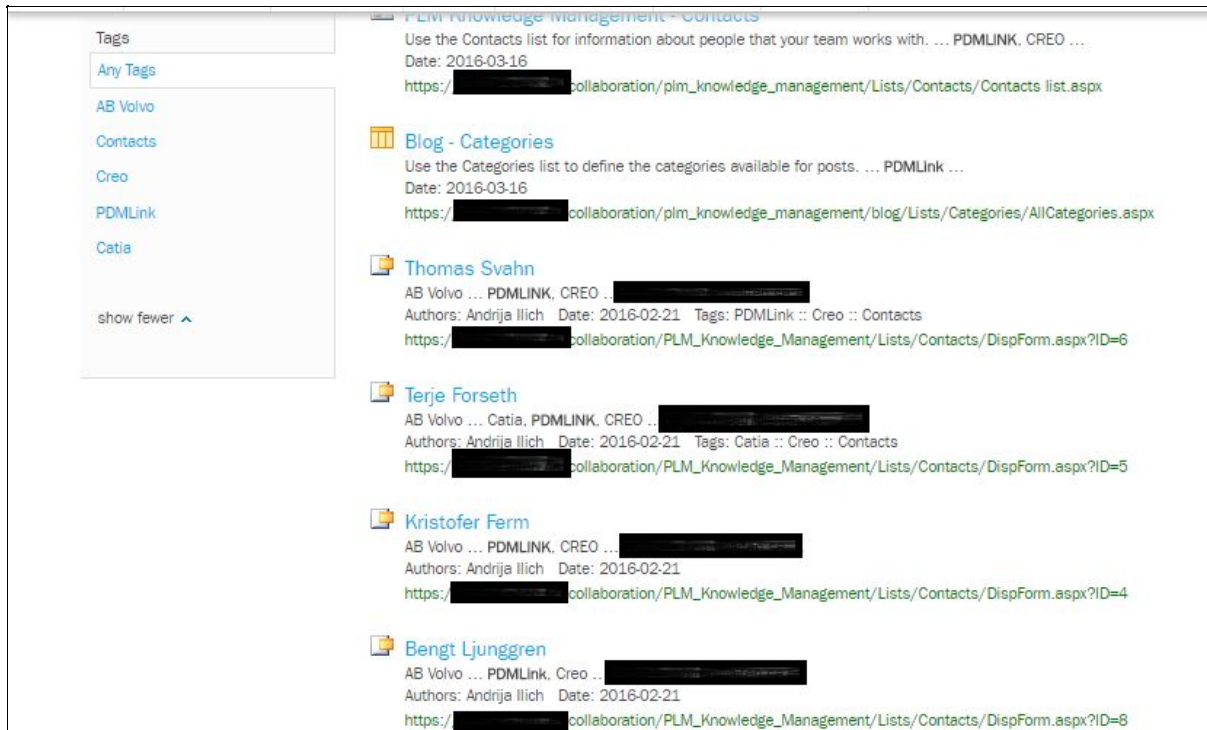 Tags
Any Tags
AB Volvo
Contacts
Creo
PDMLink
Catia
show fewer
PLM Knowledge Management - Contacts
Use the Contacts list for information about people that your team works with. ... PDMLINK, CREO ...
Date: 2016-03-16
https:/ collaboration/plm_knowledge_management/Lists/Contacts/Contacts list.aspx
Blog - Categories
Use the Categories list to define the categories available for posts. ... PDMLink ...
Date: 2016-03-16
https:/ collaboration/plm_knowledge_management/blog/Lists/Categories/AllCategories.aspx
Thomas Svahn
AB Volvo ... PDMLINK, CREO ..
Authors: Andrija Ilich Date: 2016-02-21 Tags: PDMLink :: Creo :: Contacts
https:/ collaboration/PLM_Knowledge_Management/Lists/Contacts/DispForm.aspx?ID=6
Terje Forseth
AB Volvo ... Catia, PDMLINK, CREO ..
Authors: Andrija Ilich Date: 2016-02-21 Tags: Catia :: Creo :: Contacts
https:/ collaboration/PLM_Knowledge_Management/Lists/Contacts/DispForm.aspx?ID=5
Kristofer Ferm
AB Volvo ... PDMLINK, CREO ...
Authors: Andrija Ilich Date: 2016-02-21
https:/ collaboration/PLM_Knowledge_Management/Lists/Contacts/DispForm.aspx?ID=4
Bengt Ljunggren
AB Volvo ... PDMLink, Creo ..
Authors: Andrija Ilich Date: 2016-02-21
https:/ collaboration/PLM_Knowledge_Management/Lists/Contacts/DispForm.aspx?ID=8